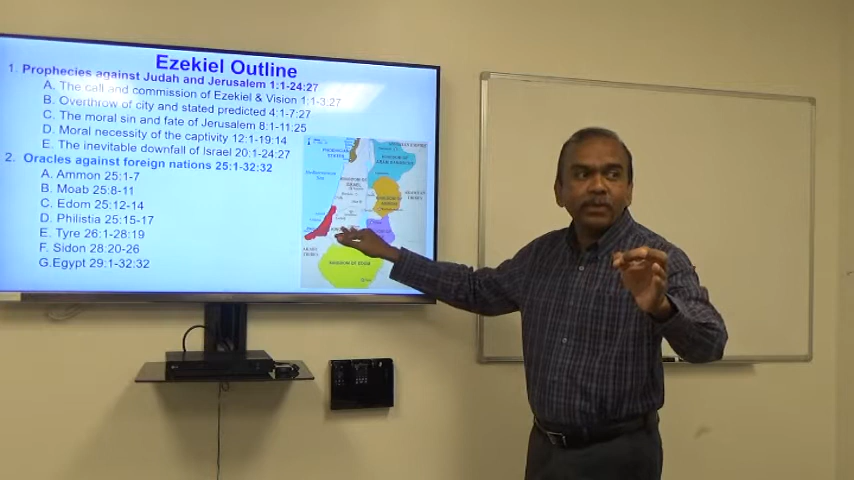 Ezekiel Outline
1. Prophecies against Judah and Jerusalem 1:1-24:27
A. The call and commission of Ezekiel & Vision 1:1-3:27
B. Overthrow of city and stated predicted 4:1-7:27
C. The moral sin and fate of Jerusalem 8:1-11:25
D. Moral necessity of the captivity 12:1-19:14
E. The inevitable downfall of Israel 20:1-24:27
2. Oracles against foreign nations 25:1-32:32
A. Ammon 25:1-7
B. Moab 25:8-11
C. Edom 25:12-14
D. Philistia 25:15-17
E. Tyre 26:1-28:19
F. Sidon 28:20-26
G.Egypt 29:1-32:32
KINGDOM OF
KINGDOM OF
ISRAEL